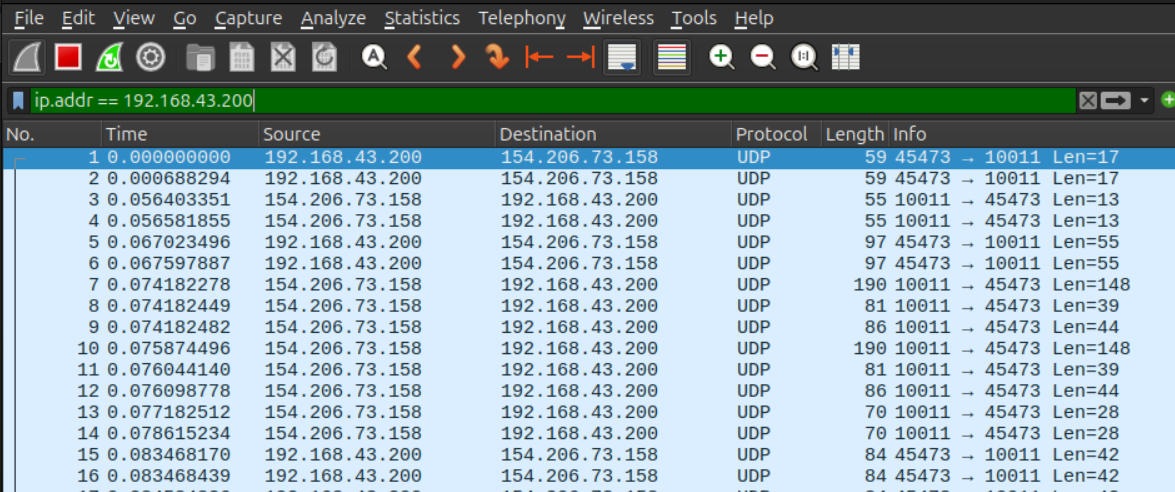 File Edit View Go Capture Analyze Statistics Telephony Wireless Tools Help
ip.addr == 192.168.43.200
No. Time Source Destination Protocol Length Info
1 0.000000000 192.168.43.200 154.206.73.158 UDP 59 45473 → 10011 Len=17
2 0.000688294 192.168.43.200 154.206.73.158 UDP 59 45473 → 10011 Len=17
3 0.056403351 154.206.73.158 192.168.43.200 UDP 55 10011 → 45473 Len=13
4 0.056581855 154.206.73.158 192.168.43.200 UDP 55 10011 → 45473 Len=13
5 0.067023496 192.168.43.200 154.206.73.158 UDP 97 45473 → 10011 Len=55
6 0.067597887 192.168.43.200 154.206.73.158 UDP 97 45473 → 10011 Len=55
7 0.074182278 154.206.73.158 192.168.43.200 UDP 190 10011 → 45473 Len=148
8 0.074182449 154.206.73.158 192.168.43.200 UDP 81 10011 → 45473 Len=39
9 0.074182482 154.206.73.158 192.168.43.200 UDP 86 10011 → 45473 Len=44
10 0.075874496 154.206.73.158 192.168.43.200 UDP 190 10011 → 45473 Len=148
11 0.076044140 154.206.73.158 192.168.43.200 UDP 81 10011 → 45473 Len=39
12 0.076098778 154.206.73.158 192.168.43.200 UDP 86 10011 → 45473 Len=44
13 0.077182512 154.206.73.158 192.168.43.200 UDP 70 10011 → 45473 Len=28
14 0.078615234 154.206.73.158 192.168.43.200 UDP 70 10011 → 45473 Len=28
15 0.083468170 192.168.43.200 154.206.73.158 UDP 84 45473 → 10011 Len=42
16 0.083468439 192.168.43.200 154.206.73.158 UDP 84 45473 → 10011 Len=42